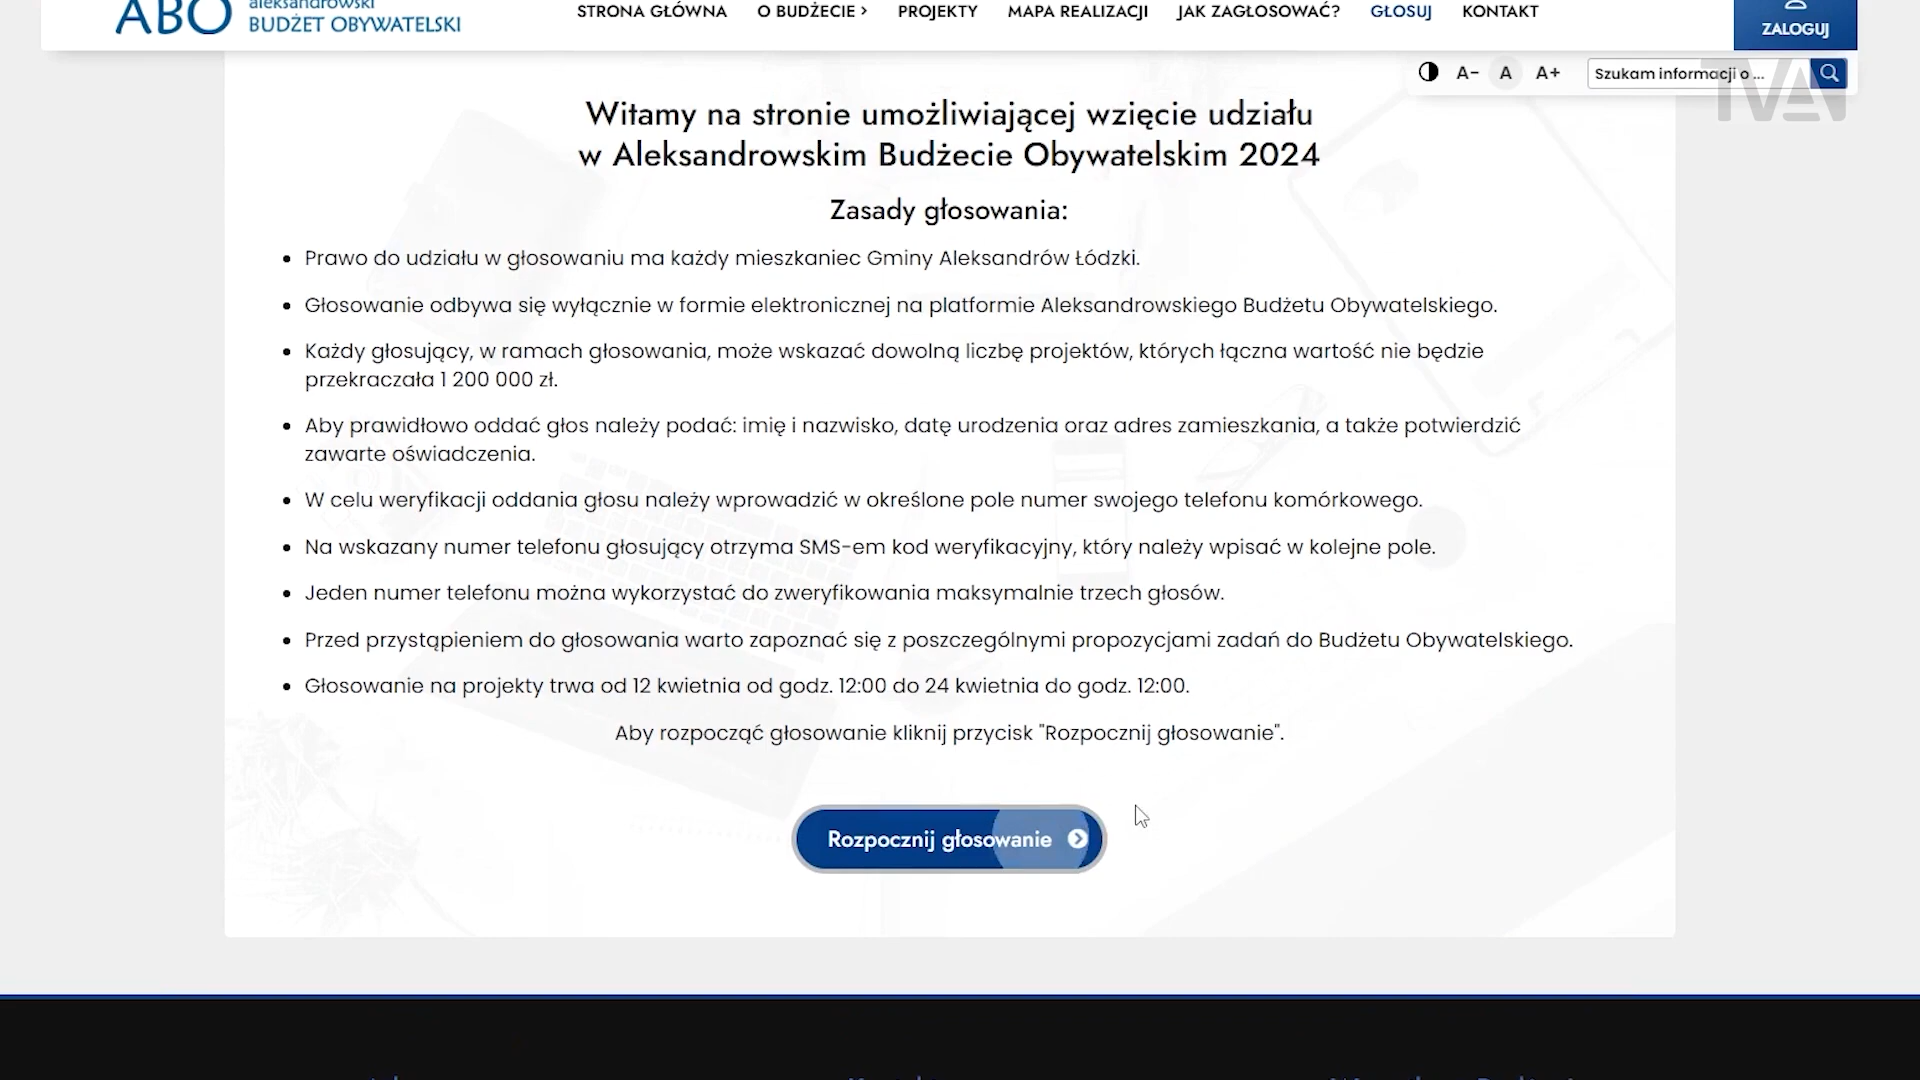 ABO
aleksandrowski
BUDŻET OBYWATELSKI
STRONA GŁÓWNA
O BUDŻECIE
PROJEKTY
MAPA REALIZACJI
JAK ZAGŁOSOWAĆ?
GŁOSUJ
KONTAKT
ZALOGUJ
A-
A
A+
Szukam informacji o ...
TVA
Witamy na stronie umożliwiającej wzięcie udziału
w Aleksandrowskim Budżecie Obywatelskim 2024
Zasady głosowania:
Prawo do udziału w głosowaniu ma każdy mieszkaniec Gminy Aleksandrów Łódzki.
Głosowanie odbywa się wyłącznie w formie elektronicznej na platformie Aleksandrowskiego Budżetu Obywatelskiego.
Każdy głosujący, w ramach głosowania, może wskazać dowolną liczbę projektów, których łączna wartość nie będzie
przekraczała 1 200 000 zł.
Aby prawidłowo oddać głos należy podać: imię i nazwisko, datę urodzenia oraz adres zamieszkania, a także potwierdzić
zawarte oświadczenia.
W celu weryfikacji oddania głosu należy wprowadzić w określone pole numer swojego telefonu komórkowego.
Na wskazany numer telefonu głosujący otrzyma SMS-em kod weryfikacyjny, który należy wpisać w kolejne pole.
Jeden numer telefonu można wykorzystać do zweryfikowania maksymalnie trzech głosów.
Przed przystąpieniem do głosowania warto zapoznać się z poszczególnymi propozycjami zadań do Budżetu Obywatelskiego.
Głosowanie na projekty trwa od 12 kwietnia od godz. 12:00 do 24 kwietnia do godz. 12:00.
Aby rozpocząć głosowanie kliknij przycisk "Rozpocznij głosowanie".
Rozpocznij głosowanie